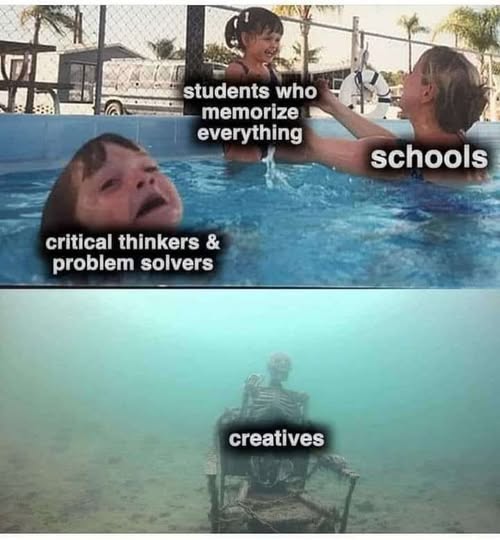 students who
memorize
everything
schools
critical thinkers &
problem solvers
creatives